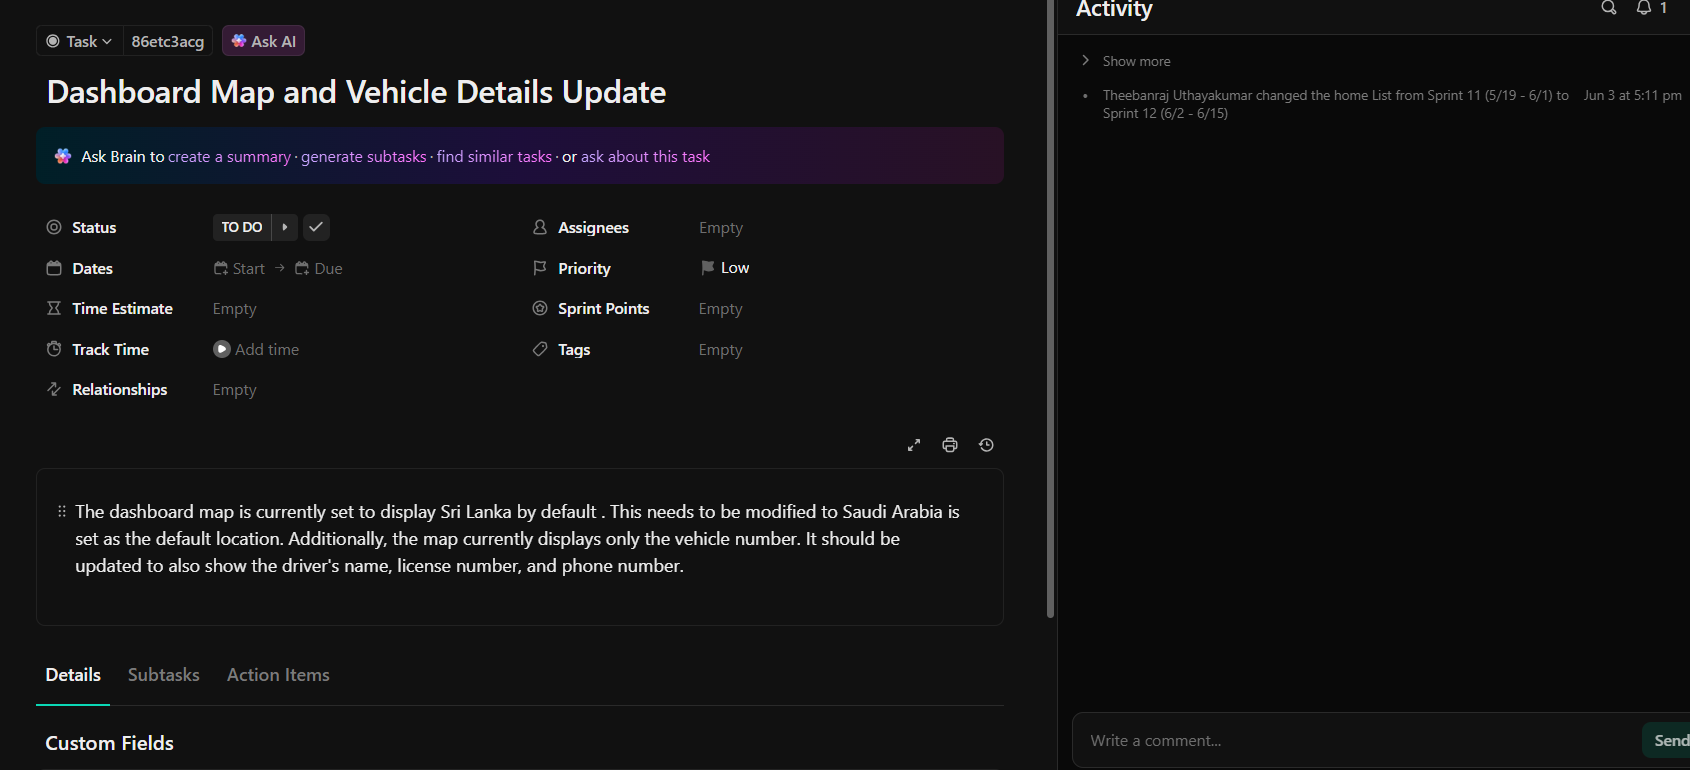 Task 86etc3acg Ask AI
Dashboard Map and Vehicle Details Update
Ask Brain to create a summary · generate subtasks · find similar tasks · or ask about this task
Status TO DO Assignees Empty
Dates Start → Due Priority Low
Time Estimate Empty Sprint Points Empty
Track Time Add time Tags Empty
Relationships Empty
The dashboard map is currently set to display Sri Lanka by default . This needs to be modified to Saudi Arabia is
set as the default location. Additionally, the map currently displays only the vehicle number. It should be
updated to also show the driver's name, license number, and phone number.
Details Subtasks Action Items
Custom Fields
Activity 1
Show more
• Theebanraj Uthayakumar changed the home List from Sprint 11 (5/19 - 6/1) to Jun 3 at 5:11 pm
Sprint 12 (6/2 - 6/15)
Write a comment... Send